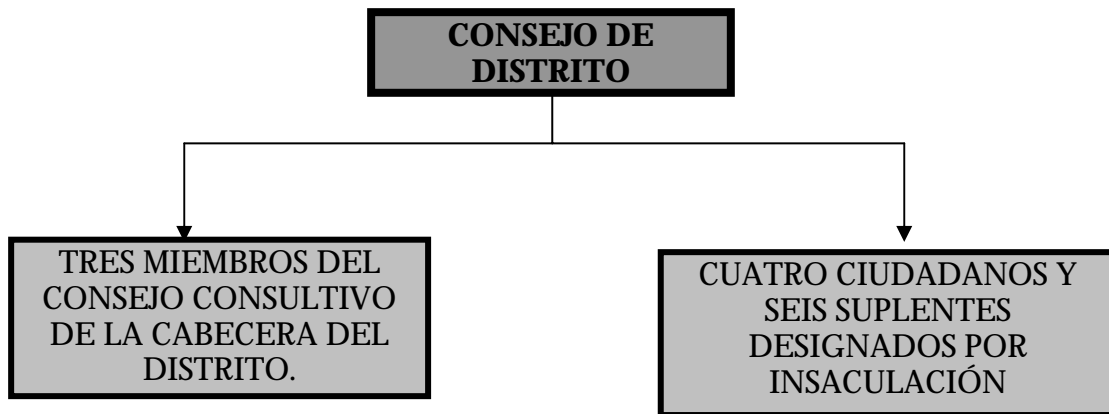 CONSEJO DE
DISTRITO
TRES MIEMBROS DEL
CONSEJO CONSULTIVO
DE LA CABECERA DEL
DISTRITO.
CUATRO CIUDADANOS Y
SEIS SUPLENTES
DESIGNADOS POR
INSACULACIÓN